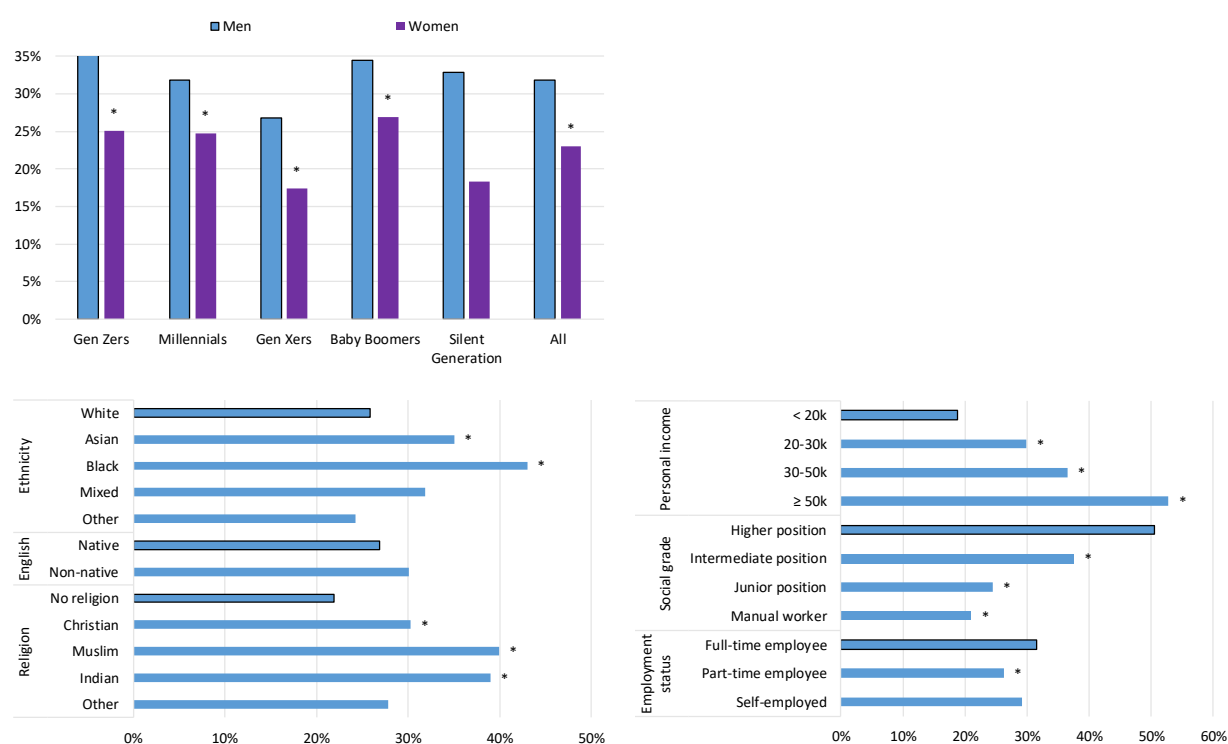 Men
Women
35%
30%
25%
20%
15%
10%
5%
0%
*
*
*
*
*
Gen Zers
Millennials
Gen Xers
Baby Boomers
Silent
Generation
All
Ethnicity
White
Asian *
Black *
Mixed
Other
English
Native
Non-native
Religion
No religion
Christian *
Muslim *
Indian *
Other
0% 10% 20% 30% 40% 50%
Personal income
< 20k
20-30k *
30-50k *
≥ 50k *
Social grade
Higher position
Intermediate position *
Junior position *
Manual worker *
Employment
status
Full-time employee
Part-time employee *
Self-employed
0% 10% 20% 30% 40% 50% 60%